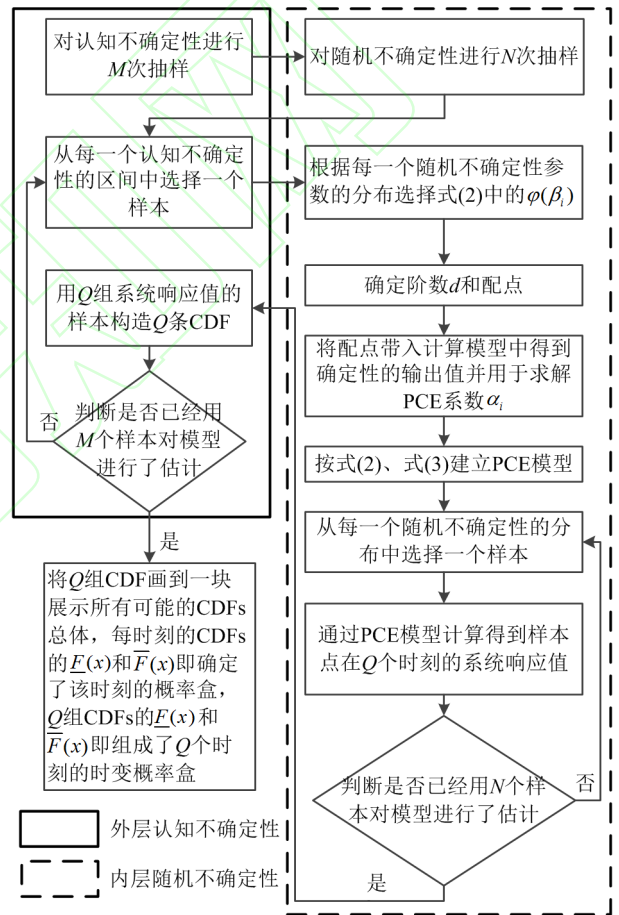 对认知不确定性进行
M次抽样
对随机不确定性进行N次抽样
从每一个认知不确定
性的区间中选择一个
样本
根据每一个随机不确定性参
数的分布选择式(2)中的φ(βᵢ)
确定阶数d和配点
将配点带入计算模型中得到
确定性的输出值并用于求解
PCE系数αᵢ
按式(2)、式(3)建立PCE模型
从每一个随机不确定性的分
布中选择一个样本
通过PCE模型计算得到样本
点在Q个时刻的系统响应值
判断是否已经用N个样
本对模型进行了估计
否
是
用Q组系统响应值的
样本构造Q条CDF
判断是否已经用
M个样本对模型
进行了估计
否
是
将Q组CDF画到一块
展示所有可能的CDFs
总体，每时刻的CDFs
的F̲(x)和F̅(x)即确定
了该时刻的概率盒，
Q组CDFs的F̲(x)和
F̅(x)即组成了Q个时
刻的时变概率盒
外层认知不确定性
内层随机不确定性